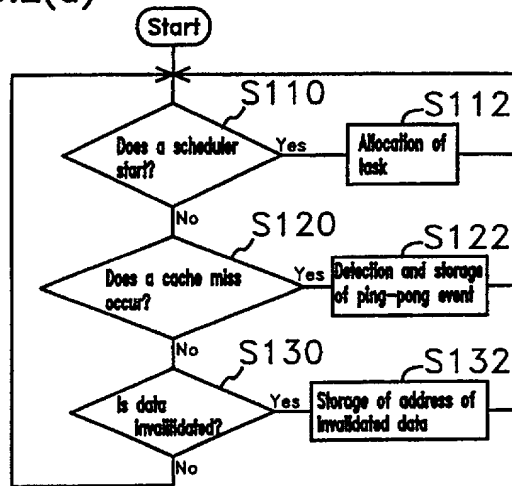 Start
S110
Does a scheduler
start?
Yes
S112
Allocation of
task
No
S120
Does a cache miss
occur?
Yes
S122
Detection and storage
of ping-pong event
No
S130
Is data
invalidated?
Yes
S132
Storage of address of
invalidated data
No